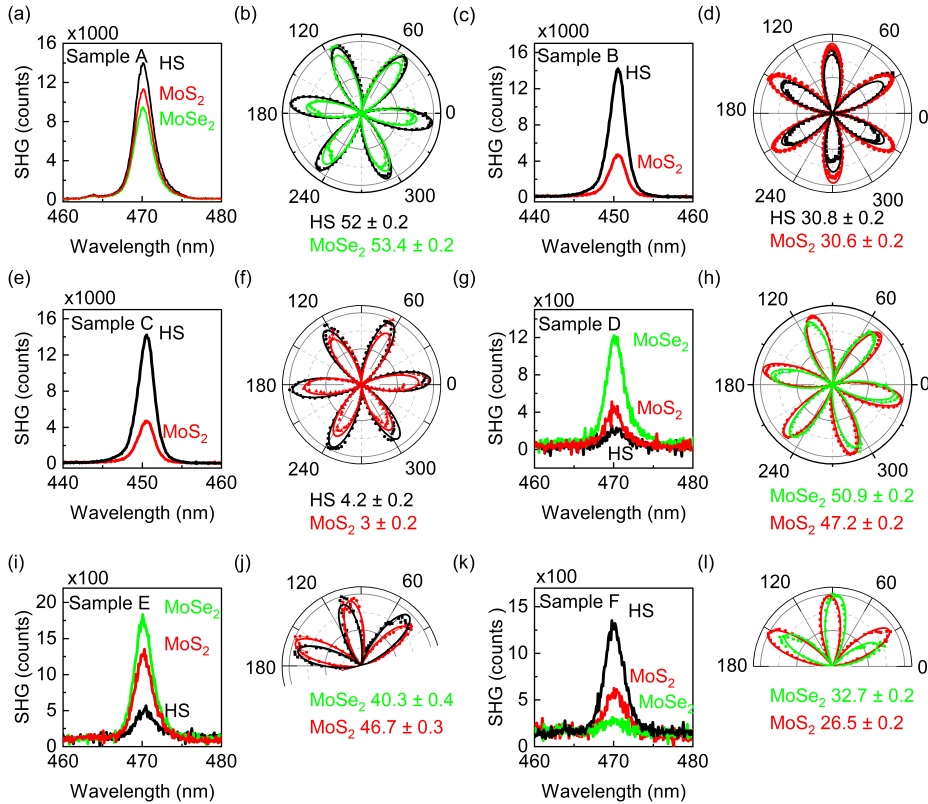 (a)
x1000
Sample A
HS
MoS2
MoSe2
SHG (counts)
16
12
8
4
0
460
470
480
Wavelength (nm)
(b)
120
60
180
0
240
300
HS 52 ± 0.2
MoSe2 53.4 ± 0.2
(c)
x1000
Sample B
HS
MoS2
SHG (counts)
16
12
8
4
0
440
450
460
Wavelength (nm)
(d)
120
60
180
0
240
300
HS 30.8 ± 0.2
MoS2 30.6 ± 0.2
(e)
x1000
Sample C
HS
MoS2
SHG (counts)
16
12
8
4
0
440
450
460
Wavelength (nm)
(f)
120
60
180
0
240
300
HS 4.2 ± 0.2
MoS2 3 ± 0.2
(g)
x100
Sample D
MoSe2
MoS2
HS
SHG (counts)
12
8
4
0
460
470
480
Wavelength (nm)
(h)
120
60
180
0
240
300
MoSe2 50.9 ± 0.2
MoS2 47.2 ± 0.2
(i)
x100
Sample E
MoSe2
MoS2
HS
SHG (counts)
20
15
10
5
0
460
470
480
Wavelength (nm)
(j)
120
60
180
MoSe2 40.3 ± 0.4
MoS2 46.7 ± 0.3
(k)
x100
Sample F
HS
MoS2
MoSe2
SHG (counts)
15
10
5
0
460
470
480
Wavelength (nm)
(l)
120
60
180
0
MoSe2 32.7 ± 0.2
MoS2 26.5 ± 0.2